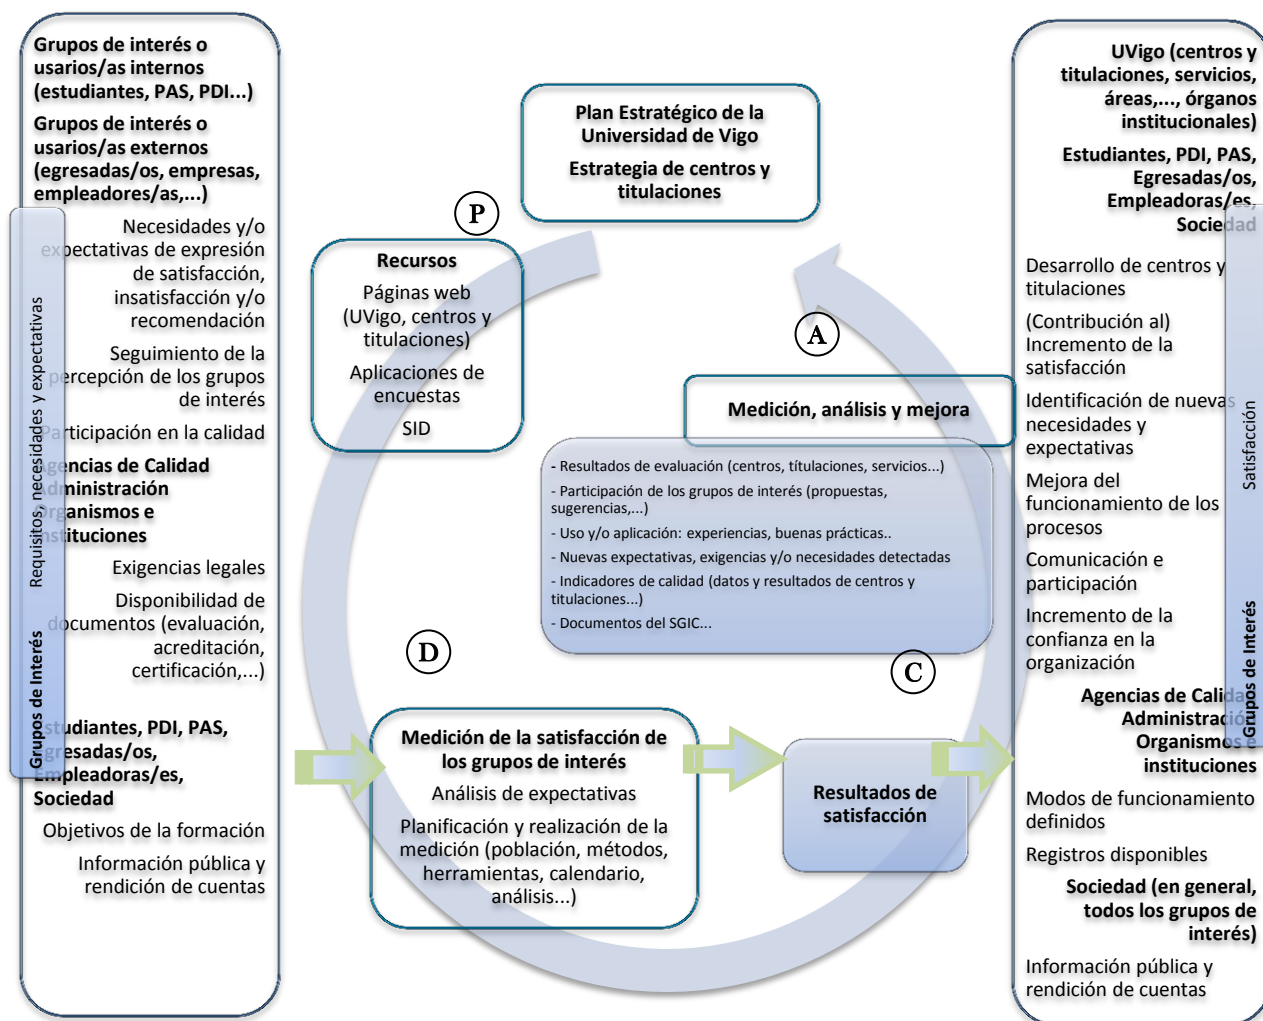 Grupos de interés o
usarios/as internos
(estudiantes, PAS, PDI...)
Grupos de interés o
usarios/as externos
(egresadas/os, empresas,
empleadores/as,...)
Necesidades y/o
expectativas de expresión
de satisfacción,
insatisfacción y/o
recomendación
Seguimiento de la
percepción de los grupos
de interés
Participación en la calidad
Agencias de Calidad
Administración
Organismos e
instituciones
Exigencias legales
Disponibilidad de
documentos (evaluación,
acreditación,
certificación,...)
Estudiantes, PDI, PAS,
Egresadas/os,
Empleadoras/es,
Sociedad
Objetivos de la formación
Información pública y
rendición de cuentas
Grupos de Interés Requisitos, necesidades y expectativas
Plan Estratégico de la
Universidad de Vigo
Estrategia de centros y
titulaciones
P
Recursos
Páginas web
(UVigo, centros y
titulaciones)
Aplicaciones de
encuestas
SID
A
Medición, análisis y mejora
- Resultados de evaluación (centros, títulaciones, servicios...)
- Participación de los grupos de interés (propuestas,
sugerencias,...)
- Uso y/o aplicación: experiencias, buenas prácticas..
- Nuevas expectativas, exigencias y/o necesidades detectadas
- Indicadores de calidad (datos y resultados de centros y
titulaciones...)
- Documentos del SGIC...
D
C
Medición de la satisfacción de
los grupos de interés
Análisis de expectativas
Planificación y realización de la
medición (población, métodos,
herramientas, calendario,
análisis...)
Resultados de
satisfacción
UVigo (centros y
titulaciones, servicios,
áreas,..., órganos
institucionales)
Estudiantes, PDI, PAS,
Egresadas/os,
Empleadoras/es,
Sociedad
Desarrollo de centros y
titulaciones
(Contribución al)
Incremento de la
satisfacción
Identificación de nuevas
necesidades y
expectativas
Mejora del
funcionamiento de los
procesos
Comunicación e
participación
Incremento de la
confianza en la
organización
Agencias de Calidad
Administración
Organismos e
instituciones
Modos de funcionamiento
definidos
Registros disponibles
Sociedad (en general,
todos los grupos de
interés)
Información pública y
rendición de cuentas
Grupos de Interés Satisfacción